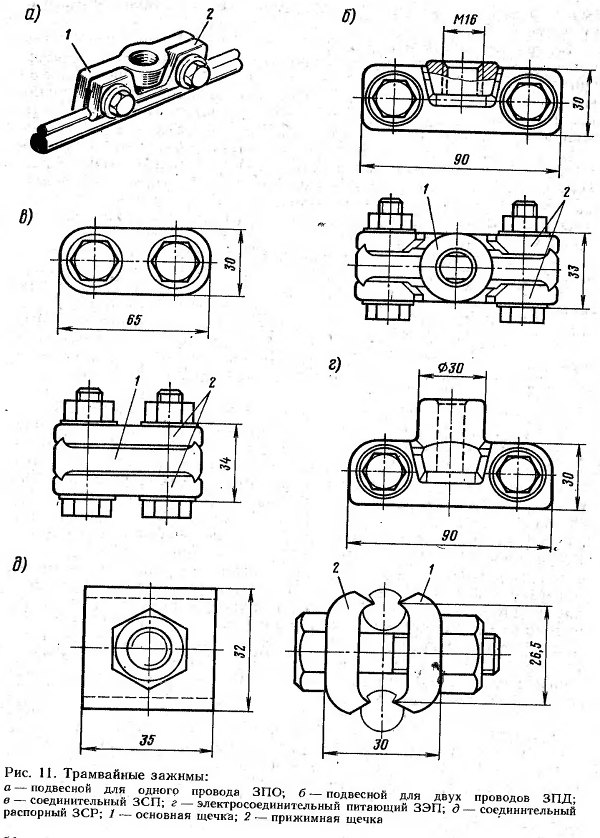 а)
1
2
б)
М16
30
90
в)
30
65
1
2
33
1
2
34
г)
Ф30
30
90
д)
32
35
2
1
26,5
30
Рис. 11. Трамвайные зажимы:
а — подвесной для одного провода ЗПО; б — подвесной для двух проводов ЗПД;
в — соединительный ЗСП; г — электросоединительный питающий ЗЭП; д — соединительный
распорный ЗСР; 1 — основная щечка; 2 — прижимная щечка